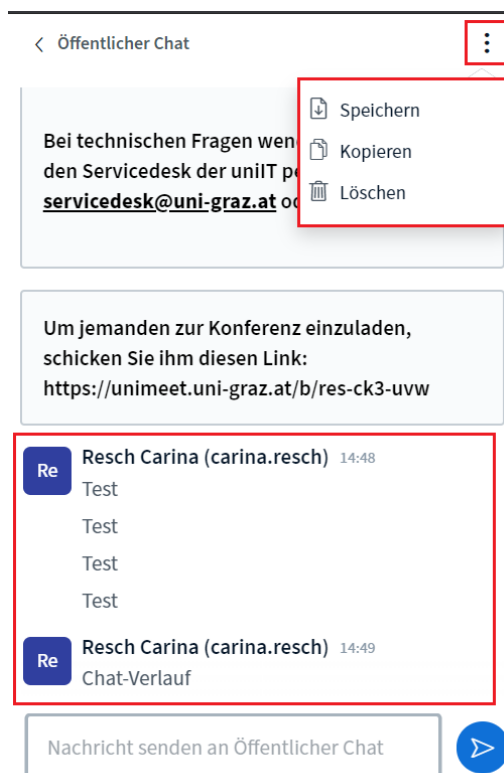 Öffentlicher Chat
Speichern
Kopieren
Löschen
Bei technischen Fragen
den Servicedesk der uniIT
servicedesk@uni-graz.at
Um jemanden zur Konferenz einzuladen,
schicken Sie ihm diesen Link:
https://unimeet.uni-graz.at/b/res-ck3-uvw
Re
Resch Carina (carina.resch) 14:48
Test
Test
Test
Test
Re
Resch Carina (carina.resch) 14:49
Chat-Verlauf
Nachricht senden an Öffentlicher Chat